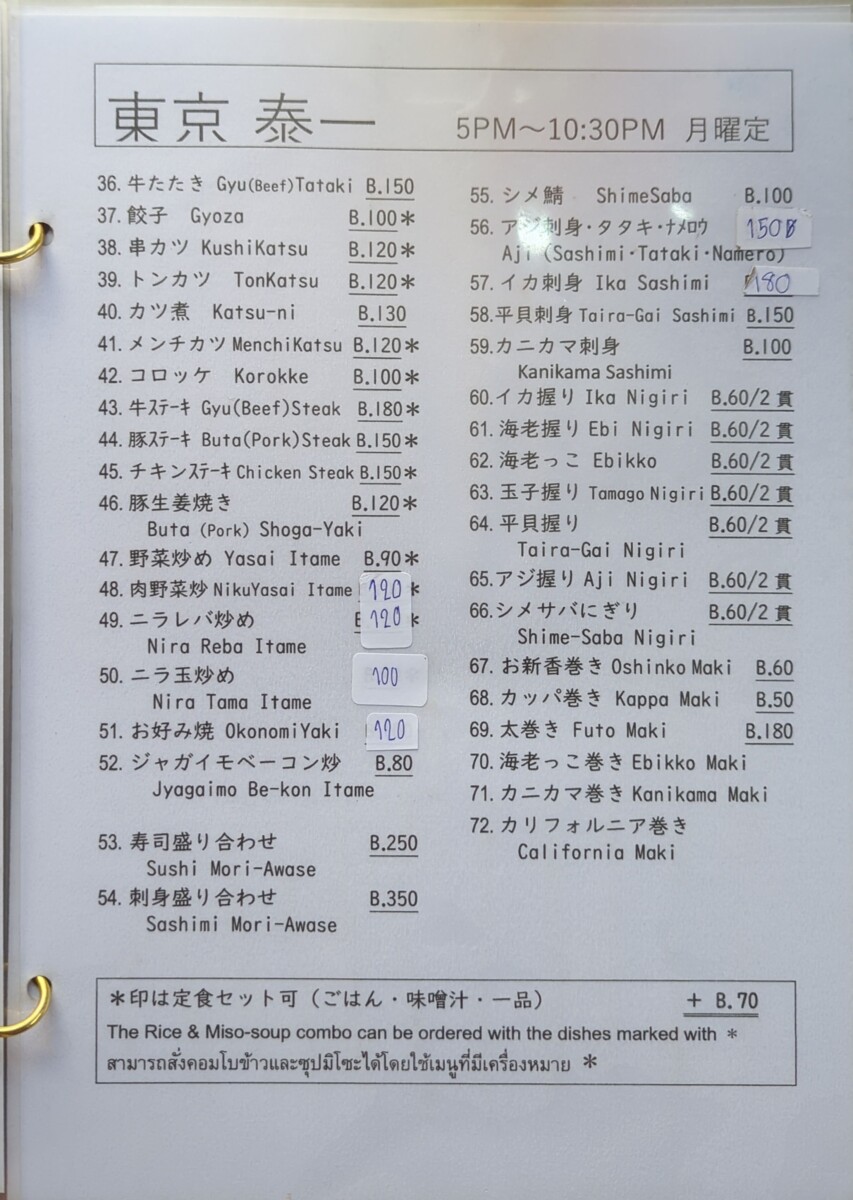 東京 泰一 5PM～10:30PM 月曜定
36. 牛たたき Gyu(Beef)Tataki B.150
37. 餃子 Gyoza B.100＊
38. 串カツ KushiKatsu B.120＊
39. トンカツ TonKatsu B.120＊
40. カツ煮 Katsu-ni B.130
41. メンチカツ MenchiKatsu B.120＊
42. コロッケ Korokke B.100＊
43. 牛ｽﾃｰｷ Gyu(Beef)Steak B.180＊
44. 豚ｽﾃｰｷ Buta(Pork)Steak B.150＊
45. チキンｽﾃｰｷ Chicken Steak B.150＊
46. 豚生姜焼き B.120＊
Buta (Pork) Shoga-Yaki
47. 野菜炒め Yasai Itame B.90＊
48. 肉野菜炒 NikuYasai Itame 120 ＊
49. ニラレバ炒め 120 ＊
Nira Reba Itame
50. ニラ玉炒め 100
Nira Tama Itame
51. お好み焼 OkonomiYaki 120
52. ジャガイモベーコン炒 B.80
Jyagaimo Be-kon Itame
53. 寿司盛り合わせ B.250
Sushi Mori-Awase
54. 刺身盛り合わせ B.350
Sashimi Mori-Awase
55. シメ鯖 ShimeSaba B.100
56. アジ刺身・タタキ・ﾅﾒﾛｳ 150฿
Aji (Sashimi・Tataki・Namero)
57. イカ刺身 Ika Sashimi 180
58. 平貝刺身 Taira-Gai Sashimi B.150
59. カニカマ刺身 B.100
Kanikama Sashimi
60. イカ握り Ika Nigiri B.60/2 貫
61. 海老握り Ebi Nigiri B.60/2 貫
62. 海老っこ Ebikko B.60/2 貫
63. 玉子握り Tamago Nigiri B.60/2 貫
64. 平貝握り B.60/2 貫
Taira-Gai Nigiri
65. アジ握り Aji Nigiri B.60/2 貫
66. シメサバにぎり B.60/2 貫
Shime-Saba Nigiri
67. お新香巻き Oshinko Maki B.60
68. カッパ巻き Kappa Maki B.50
69. 太巻き Futo Maki B.180
70. 海老っこ巻き Ebikko Maki
71. カニカマ巻き Kanikama Maki
72. カリフォルニア巻き
California Maki
＊印は定食セット可（ごはん・味噌汁・一品） + B.70
The Rice & Miso-soup combo can be ordered with the dishes marked with ＊
สามารถสั่งคอมโบข้าวและซุปมิโซะได้โดยใช้เมนูที่มีเครื่องหมาย ＊